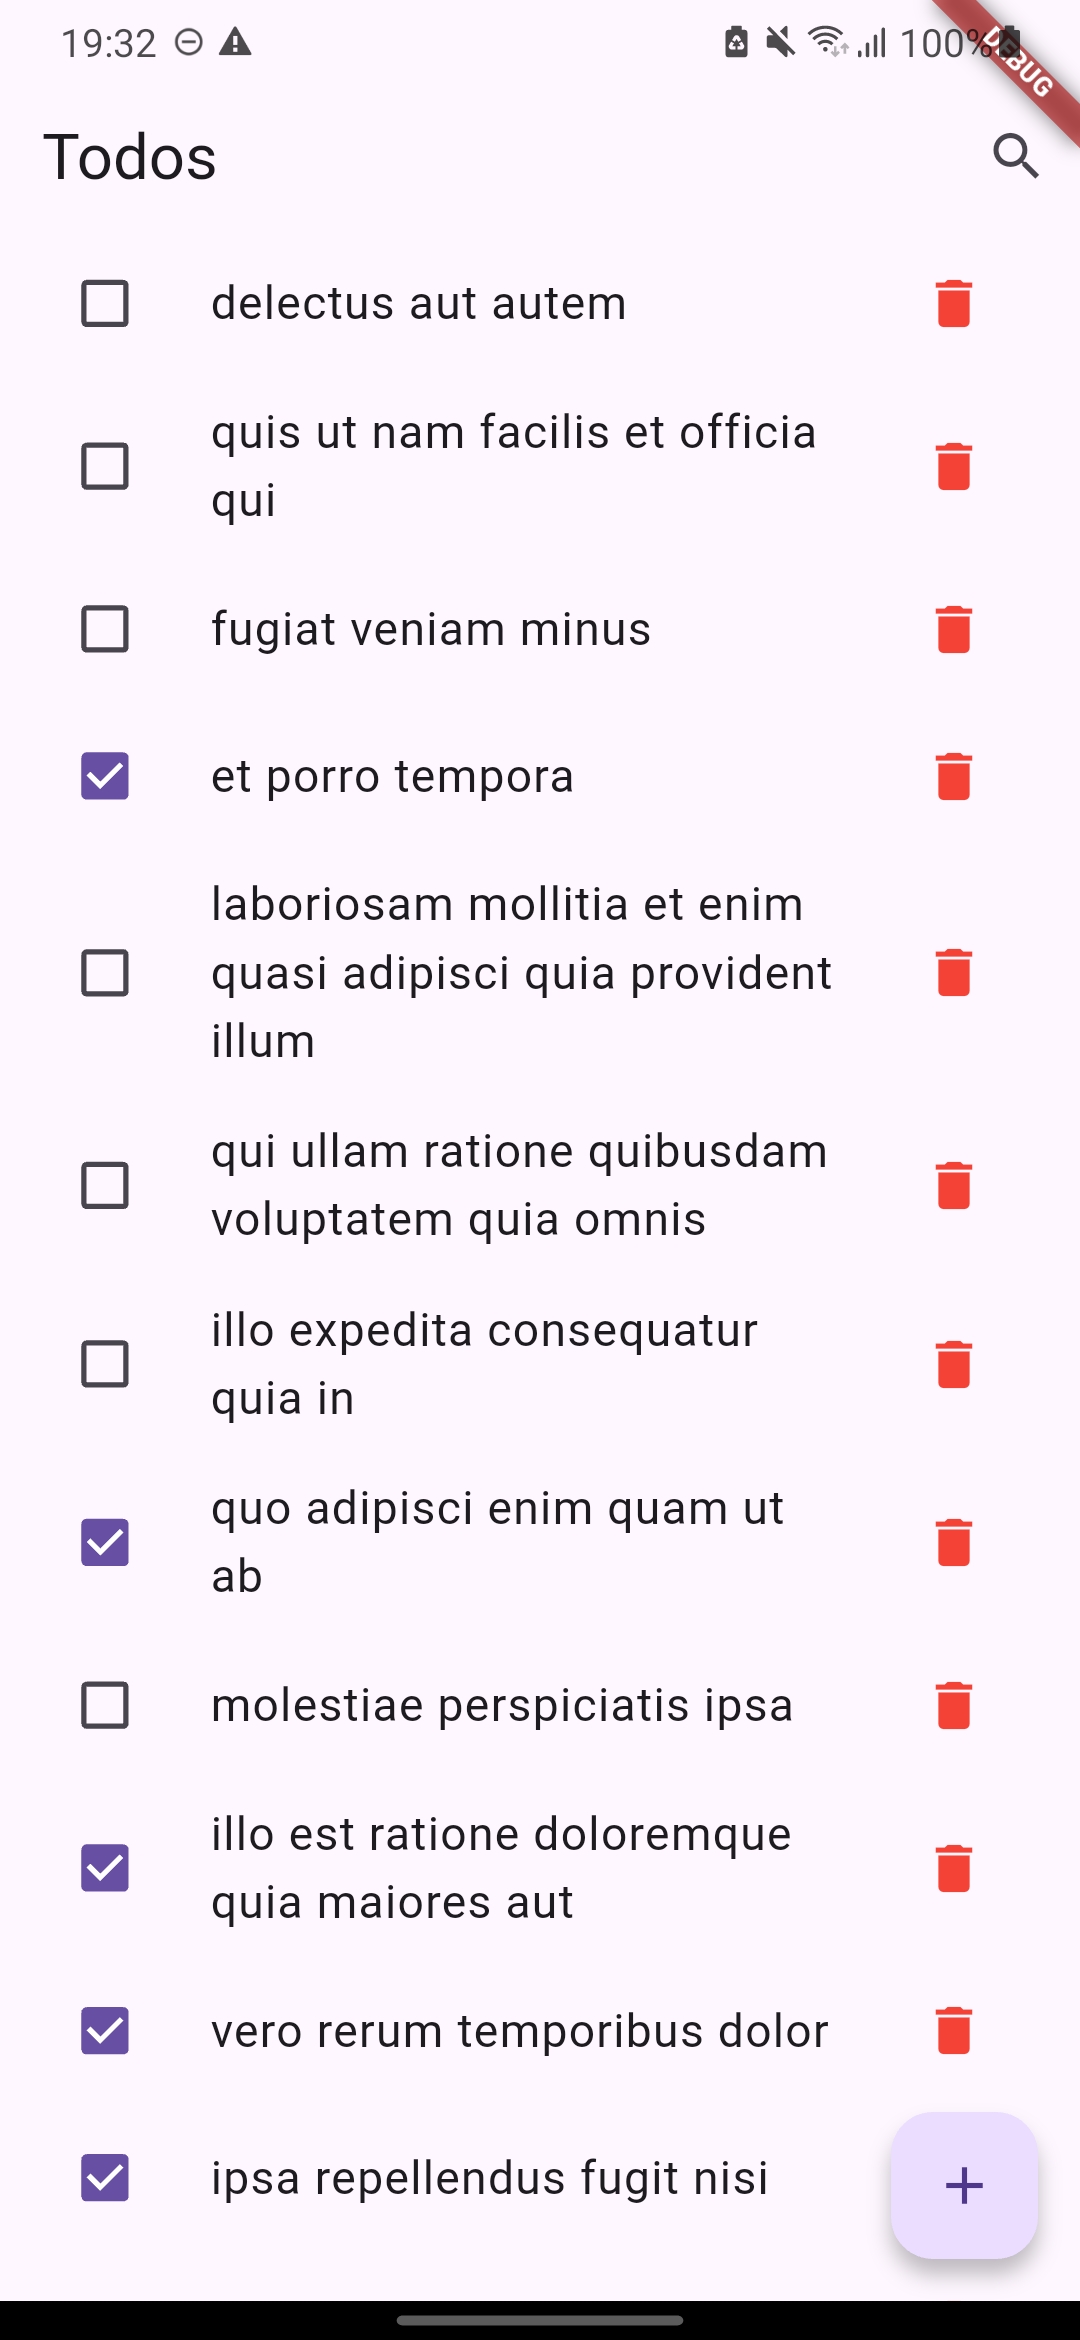 19:32
100%
DEBUG
Todos
delectus aut autem
quis ut nam facilis et officia
qui
fugiat veniam minus
et porro tempora
laboriosam mollitia et enim
quasi adipisci quia provident
illum
qui ullam ratione quibusdam
voluptatem quia omnis
illo expedita consequatur
quia in
quo adipisci enim quam ut
ab
molestiae perspiciatis ipsa
illo est ratione doloremque
quia maiores aut
vero rerum temporibus dolor
ipsa repellendus fugit nisi